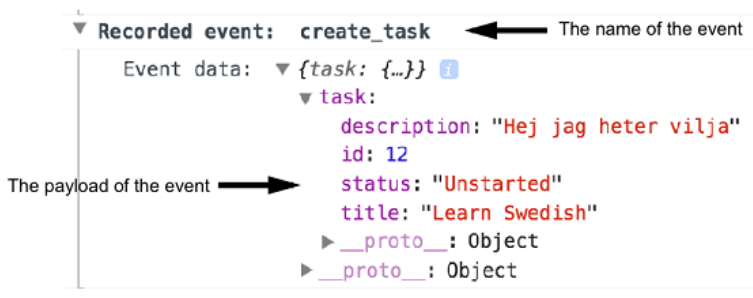 ▼ Recorded event: create_task The name of the event
Event data: ▼ {task: {…}} i
▼ task:
description: "Hej jag heter vilja"
id: 12
The payload of the event status: "Unstarted"
title: "Learn Swedish"
▶ __proto__: Object
▶ __proto__: Object